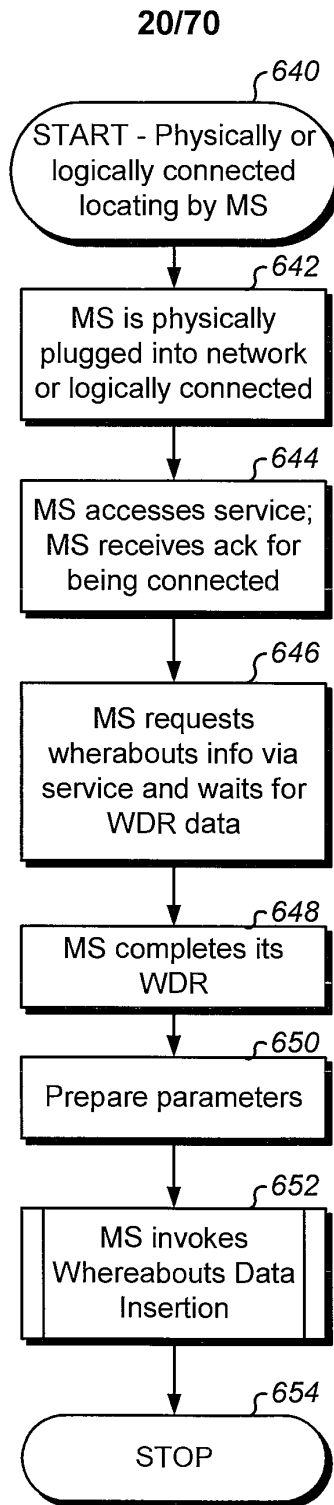 20/70
640
START - Physically or
logically connected
locating by MS
642
MS is physically
plugged into network
or logically connected
644
MS accesses service;
MS receives ack for
being connected
646
MS requests
wherabouts info via
service and waits for
WDR data
648
MS completes its
WDR
650
Prepare parameters
652
MS invokes
Whereabouts Data
Insertion
654
STOP